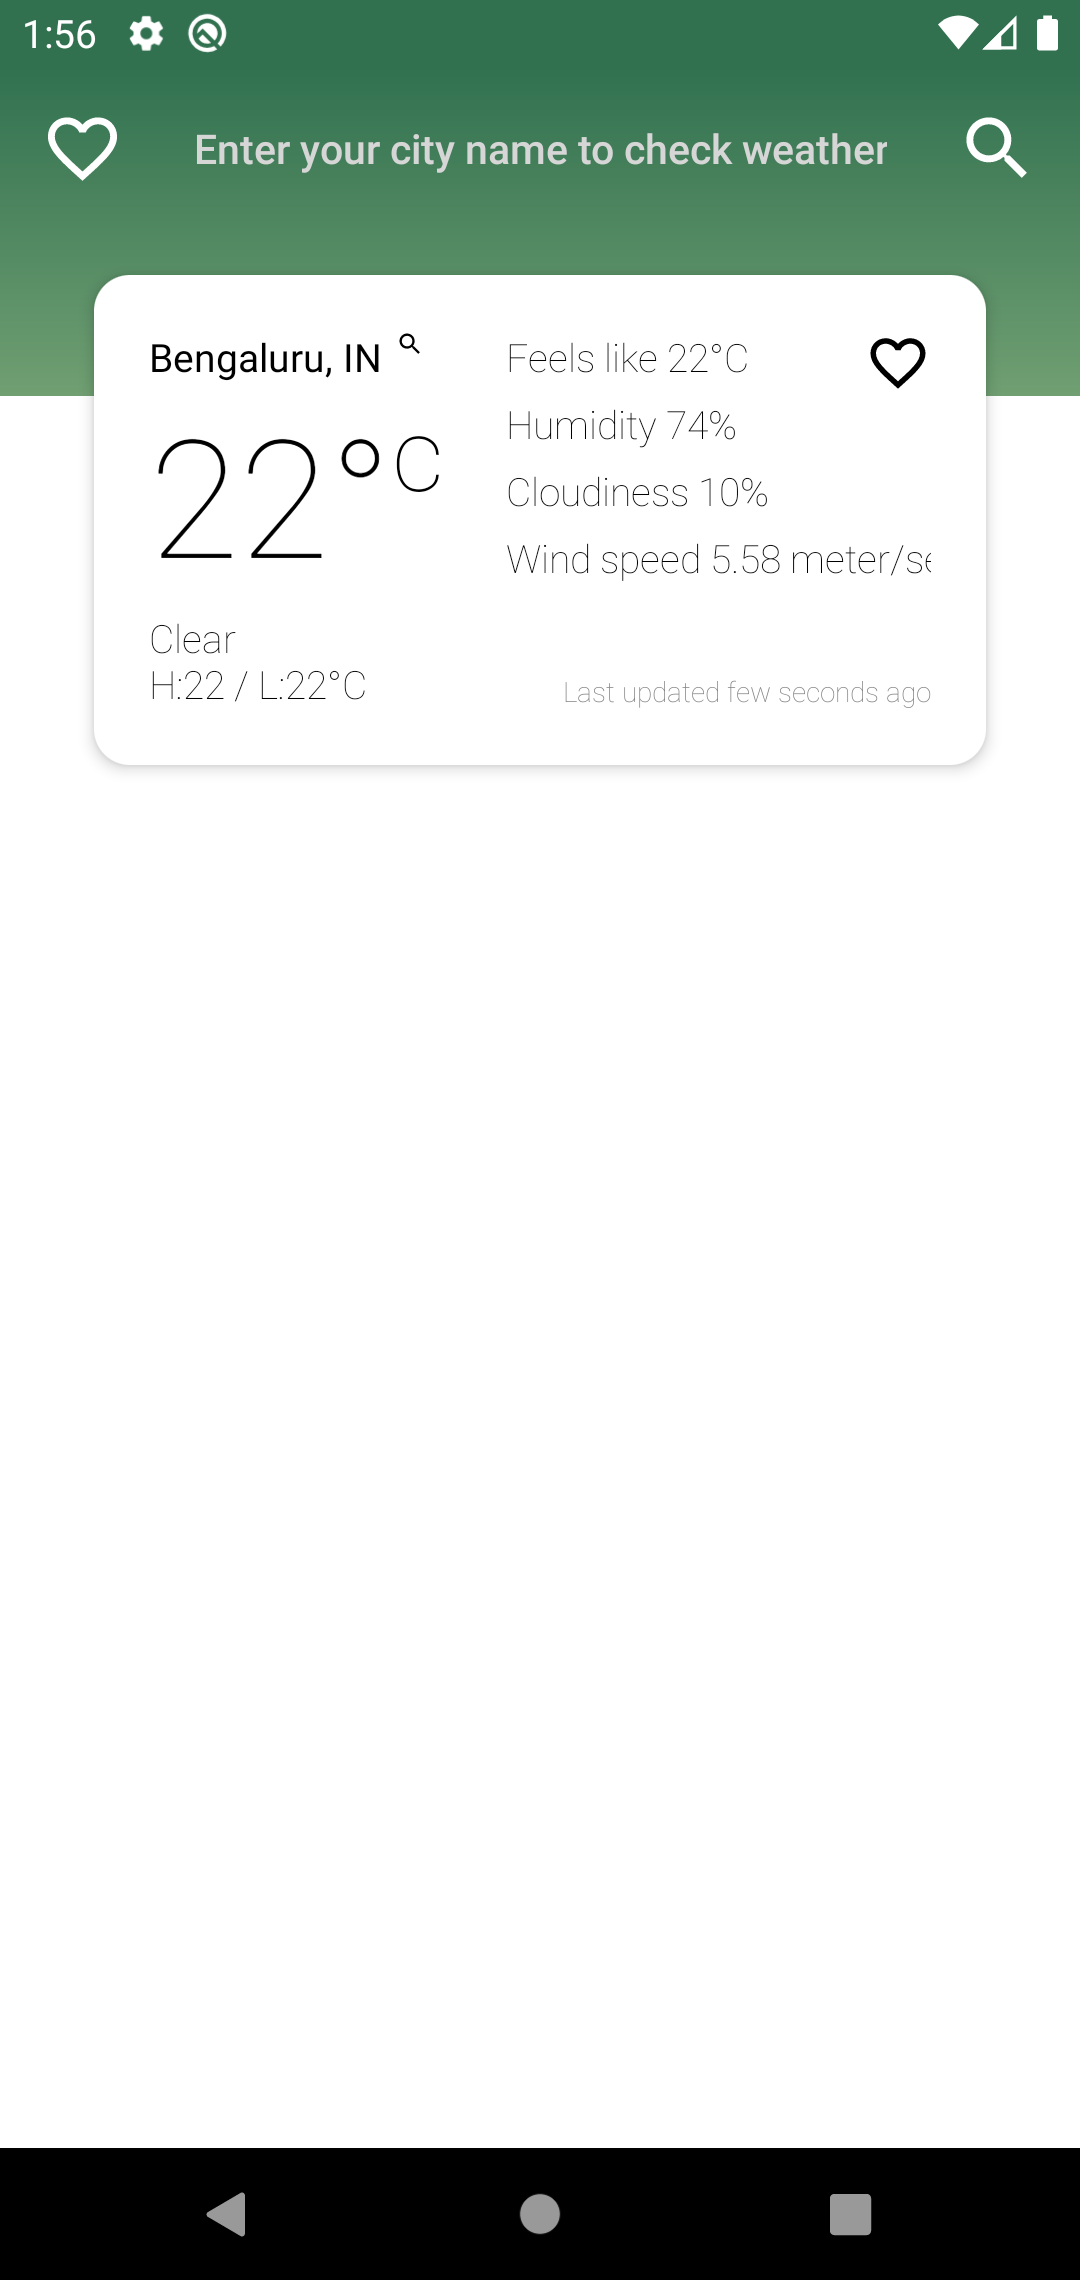 1:56
Enter your city name to check weather
Bengaluru, IN
22°C
Clear
H:22 / L:22°C
Feels like 22°C
Humidity 74%
Cloudiness 10%
Wind speed 5.58 meter/se
Last updated few seconds ago